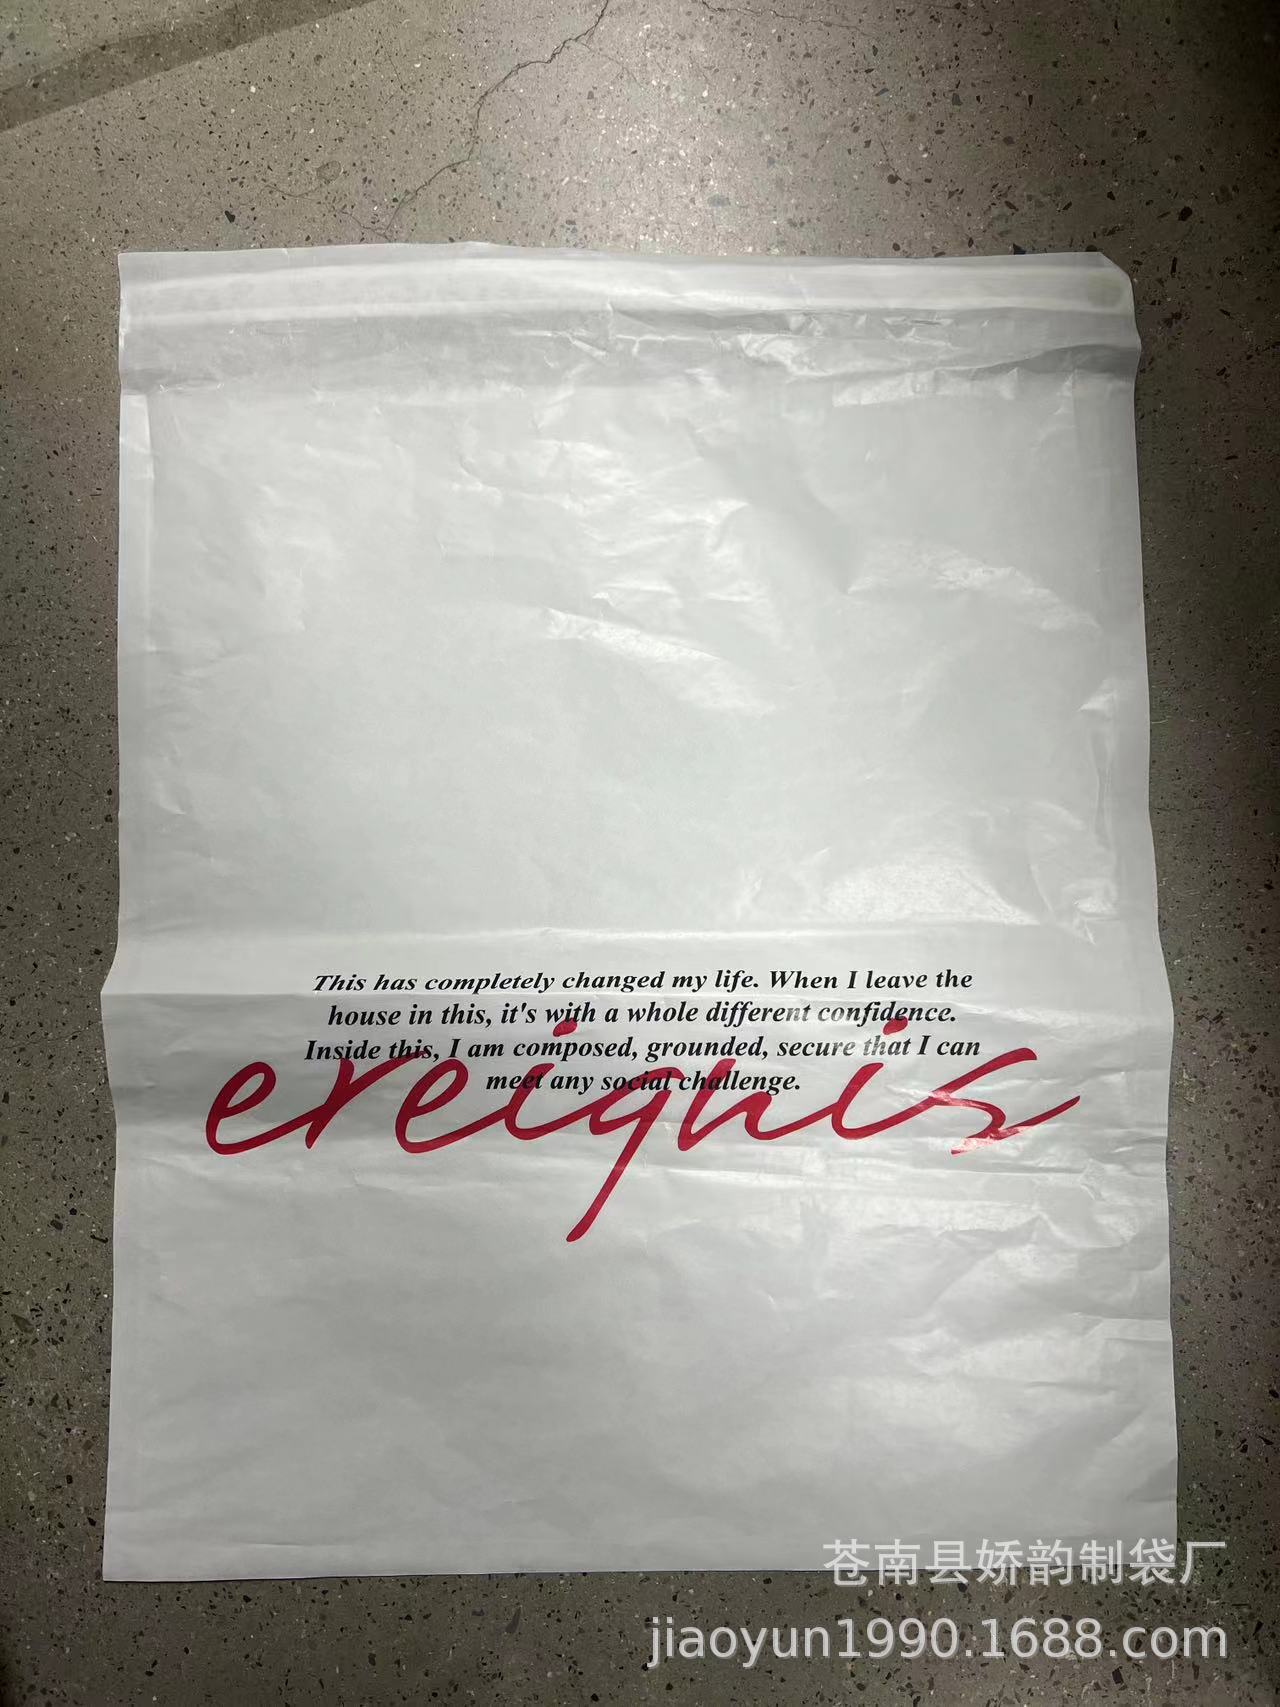 This has completely changed my life. When I leave the
house in this, it's with a whole different confidence.
Inside this, I am composed, grounded, secure that I can
meet any social challenge.
ereignis
苍南县娇韵制袋厂
jiaoyun1990.1688.com